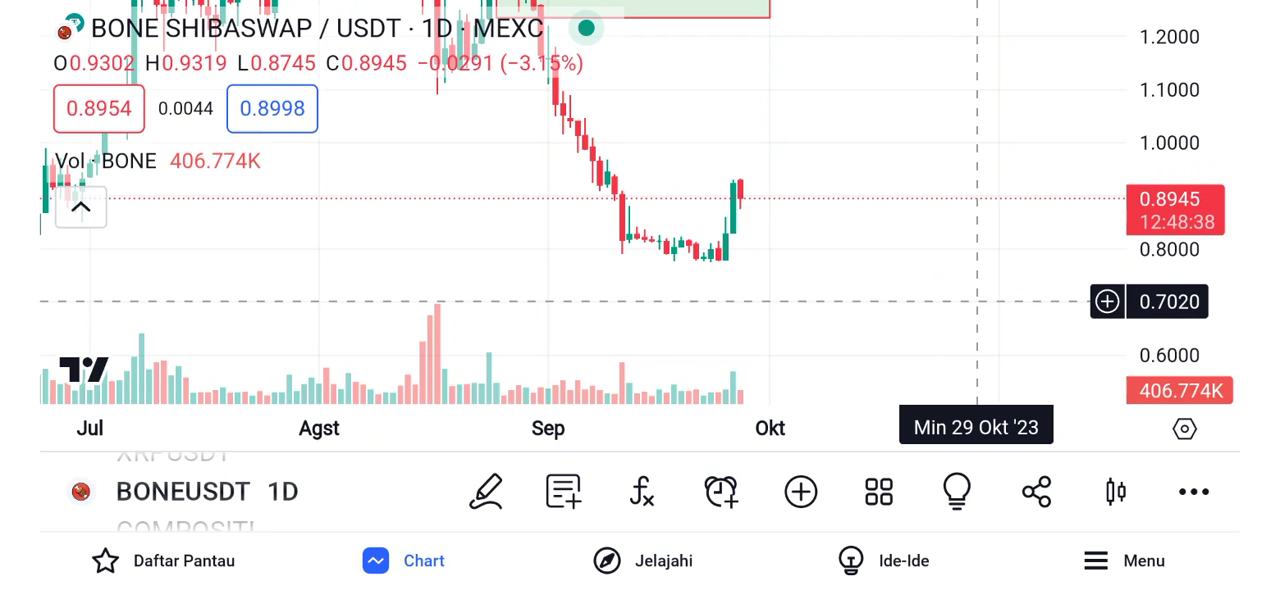 BONE SHIBASWAP / USDT · 1D · MEXC
O0.9302 H0.9319 L0.8745 C0.8945 −0.0291 (−3.15%)
0.8954 0.0044 0.8998
Vol · BONE 406.774K
1.2000
1.1000
1.0000
0.8945
12:48:38
0.8000
0.7020
0.6000
406.774K
Jul Agst Sep Okt Min 29 Okt '23
XRPUSDT
BONEUSDT 1D
Daftar Pantau Chart Jelajahi Ide-Ide Menu